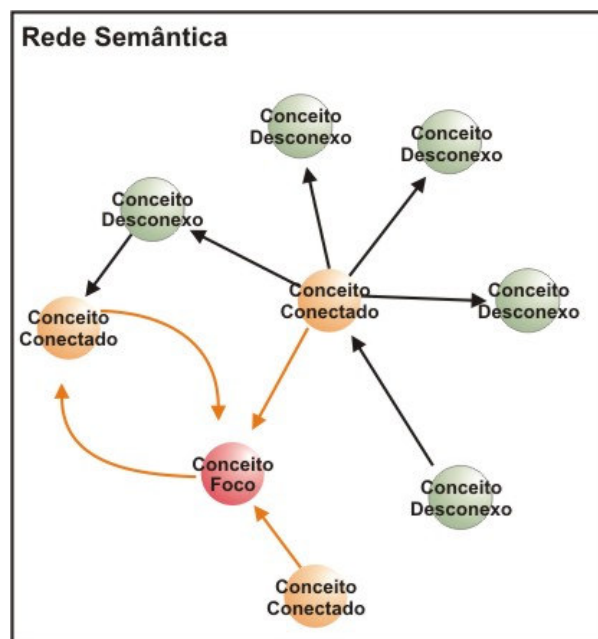 Rede Semântica
Conceito
Desconexo
Conceito
Desconexo
Conceito
Desconexo
Conceito
Conectado
Conceito
Desconexo
Conceito
Conectado
Conceito
Foco
Conceito
Desconexo
Conceito
Conectado